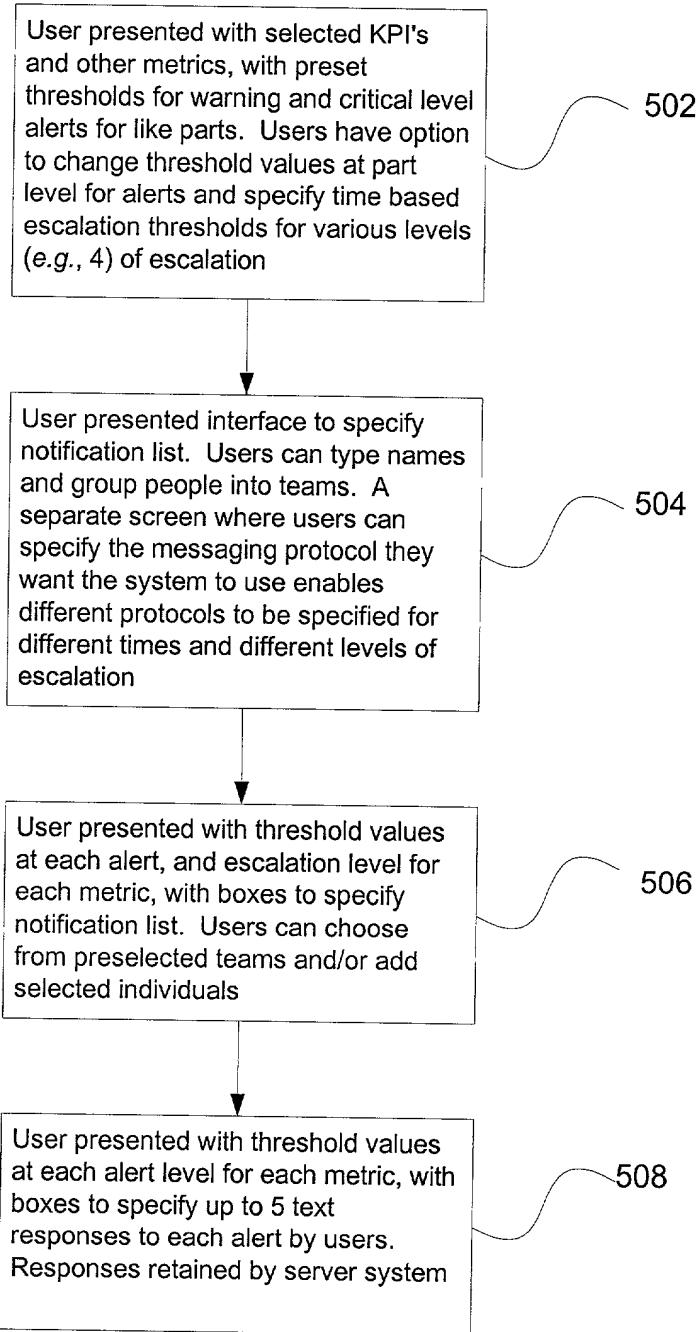 User presented with selected KPI's
and other metrics, with preset
thresholds for warning and critical level
alerts for like parts. Users have option
to change threshold values at part
level for alerts and specify time based
escalation thresholds for various levels
(e.g., 4) of escalation
502
User presented interface to specify
notification list. Users can type names
and group people into teams. A
separate screen where users can
specify the messaging protocol they
want the system to use enables
different protocols to be specified for
different times and different levels of
escalation
504
User presented with threshold values
at each alert, and escalation level for
each metric, with boxes to specify
notification list. Users can choose
from preselected teams and/or add
selected individuals
506
User presented with threshold values
at each alert level for each metric, with
boxes to specify up to 5 text
responses to each alert by users.
Responses retained by server system
508